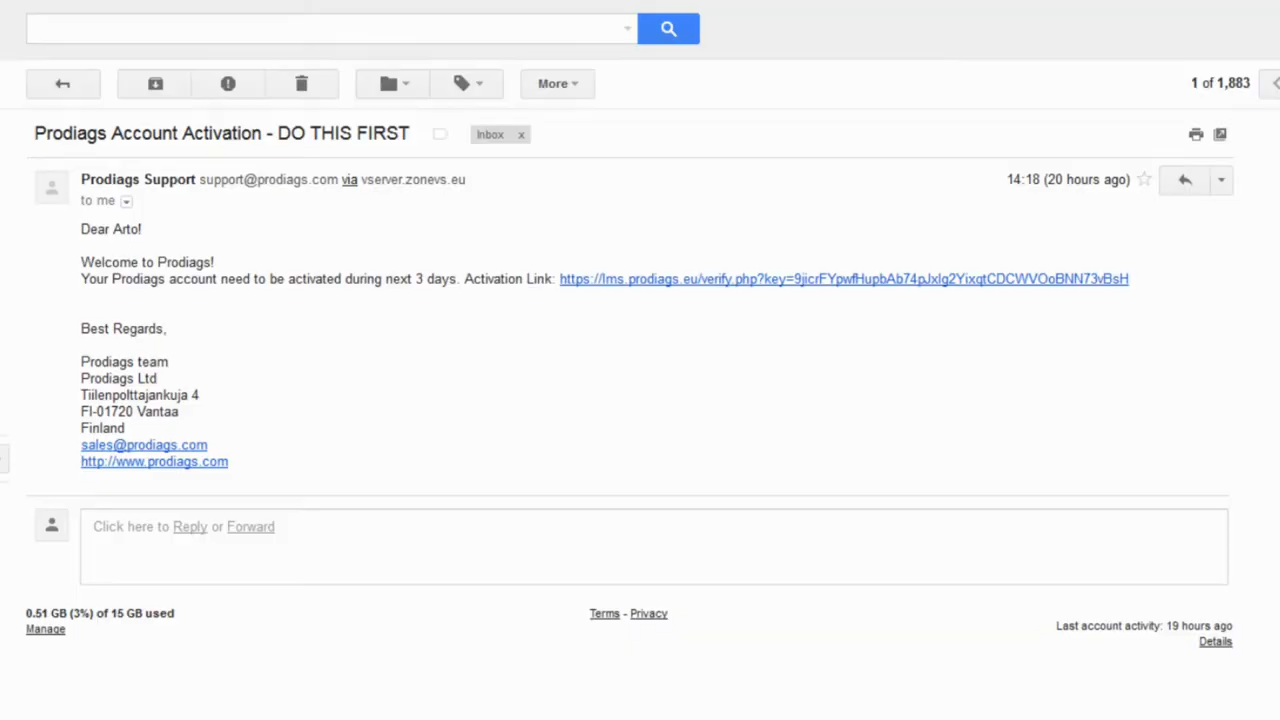 More
1 of 1,883
Prodiags Account Activation - DO THIS FIRST
Inbox x
Prodiags Support support@prodiags.com via vserver.zonevs.eu
14:18 (20 hours ago)
to me
Dear Arto!
Welcome to Prodiags!
Your Prodiags account need to be activated during next 3 days. Activation Link: https://lms.prodiags.eu/verify.php?key=9jicrFYpwfHupbAb74pJxlg2YixqtCDCWVOoBNN73vBsH
Best Regards,
Prodiags team
Prodiags Ltd
Tiilenpolttajankuja 4
FI-01720 Vantaa
Finland
sales@prodiags.com
http://www.prodiags.com
Click here to Reply or Forward
0.51 GB (3%) of 15 GB used
Manage
Terms - Privacy
Last account activity: 19 hours ago
Details